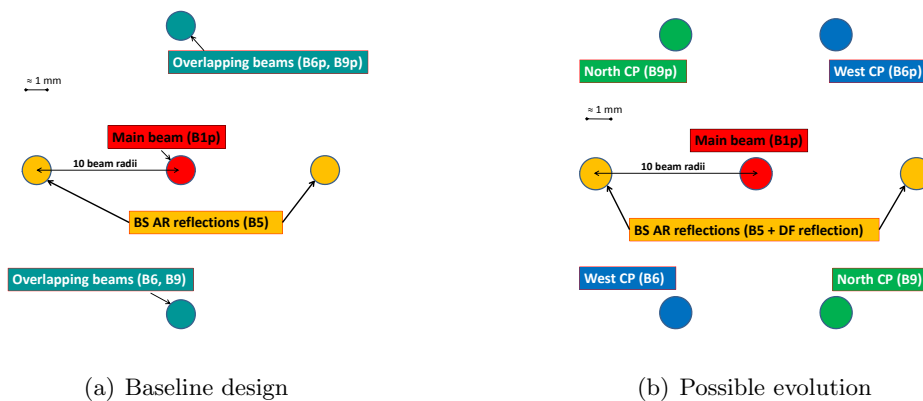 Overlapping beams (B6p, B9p)
≈ 1 mm
Main beam (B1p)
10 beam radii
BS AR reflections (B5)
Overlapping beams (B6, B9)
(a) Baseline design
North CP (B9p)
West CP (B6p)
≈ 1 mm
Main beam (B1p)
10 beam radii
BS AR reflections (B5 + DF reflection)
West CP (B6)
North CP (B9)
(b) Possible evolution